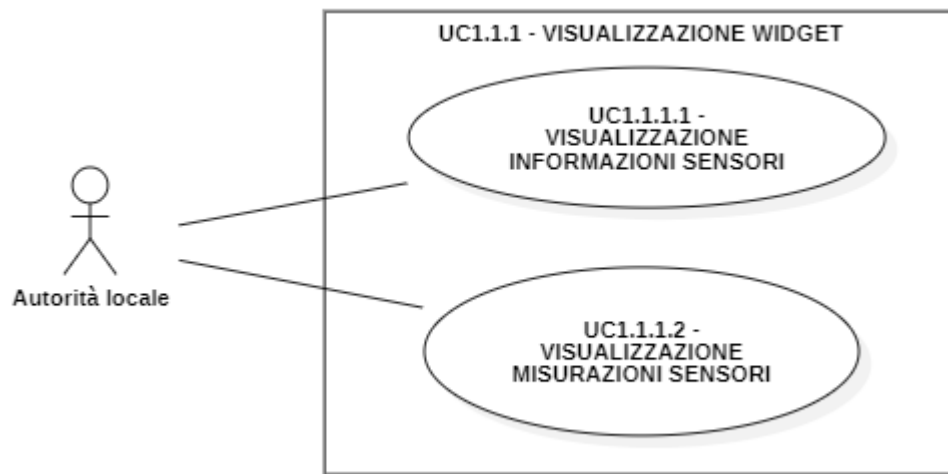 UC1.1.1 - VISUALIZZAZIONE WIDGET
UC1.1.1.1 -
VISUALIZZAZIONE
INFORMAZIONI SENSORI
Autorità locale
UC1.1.1.2 -
VISUALIZZAZIONE
MISURAZIONI SENSORI